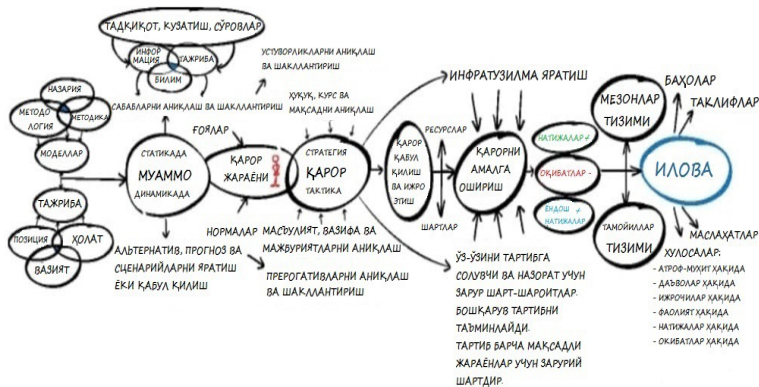 ТАДҚИҚОТ, КУЗАТИШ, СЎРОВЛАР
ИНФОР
МАЦИЯ
ТАЖРИБА
БИЛИМ
САБАБЛАРНИ АНИҚЛАШ ВА ШАКЛЛАНТИРИШ
УСТУВОРЛИКЛАРНИ АНИҚЛАШ
ВА ШАКЛЛАНТИРИШ
НАЗАРИЯ
МЕТОДО
ЛОГИЯ
МЕТОДИКА
МОДЕЛЛАР
ТАЖРИБА
ПОЗИЦИЯ
ҲОЛАТ
ВАЗИЯТ
СТАТИКАДА
МУАММО
ДИНАМИКАДА
АЛЬТЕРНАТИВ, ПРОГНОЗ ВА
СЦЕНАРИЙЛАРНИ ЯРАТИШ
ЁКИ ҚАБУЛ ҚИЛИШ
ҒОЯЛАР
ҚАРОР
ЖАРАЁНИ
НОРМАЛАР
ҲУҚУҚ, КУРС ВА
МАҚСАДНИ АНИҚЛАШ
СТРАТЕГИЯ
ҚАРОР
ТАКТИКА
МАСЪУЛИЯТ, ВАЗИФА ВА
МАЖБУРИЯТЛАРНИ АНИҚЛАШ
ПРЕРОГАТИВЛАРНИ АНИҚЛАШ
ВА ШАКЛЛАНТИРИШ
ҚАРОР
ҚАБУЛ
ҚИЛИШ
ВА ИЖРО
ЭТИШ
РЕСУРСЛАР
ШАРТЛАР
ИНФРАТУЗИЛМА ЯРАТИШ
ҚАРОРНИ
АМАЛГА
ОШИРИШ
ЎЗ-ЎЗИНИ ТАРТИБГА
СОЛУВЧИ ВА НАЗОРАТ УЧУН
ЗАРУР ШАРТ-ШАРОИТЛАР.
БОШҚАРУВ ТАРТИБНИ
ТАЪМИНЛАЙДИ.
ТАРТИБ БАРЧА МАҚСАДЛИ
ЖАРАЁНЛАР УЧУН ЗАРУРИЙ
ШАРТДИР.
НАТИЖАЛАР +
ОҚИБАТЛАР -
ЁНДОШ +
НАТИЖАЛАР -
МЕЗОНЛАР
ТИЗИМИ
ТАМОЙИЛЛАР
ТИЗИМИ
БАҲОЛАР
ТАКЛИФЛАР
ИЛОВА
МАСЛАҲАТЛАР
ХУЛОСАЛАР:
- АТРОФ-МУҲИТ ҲАҚИДА
- ДАЪВОЛАР ҲАҚИДА
- ИЖРОЧИЛАР ҲАҚИДА
- ФАОЛИЯТ ҲАҚИДА
- НАТИЖАЛАР ҲАҚИДА
- ОҚИБАТЛАР ҲАҚИДА